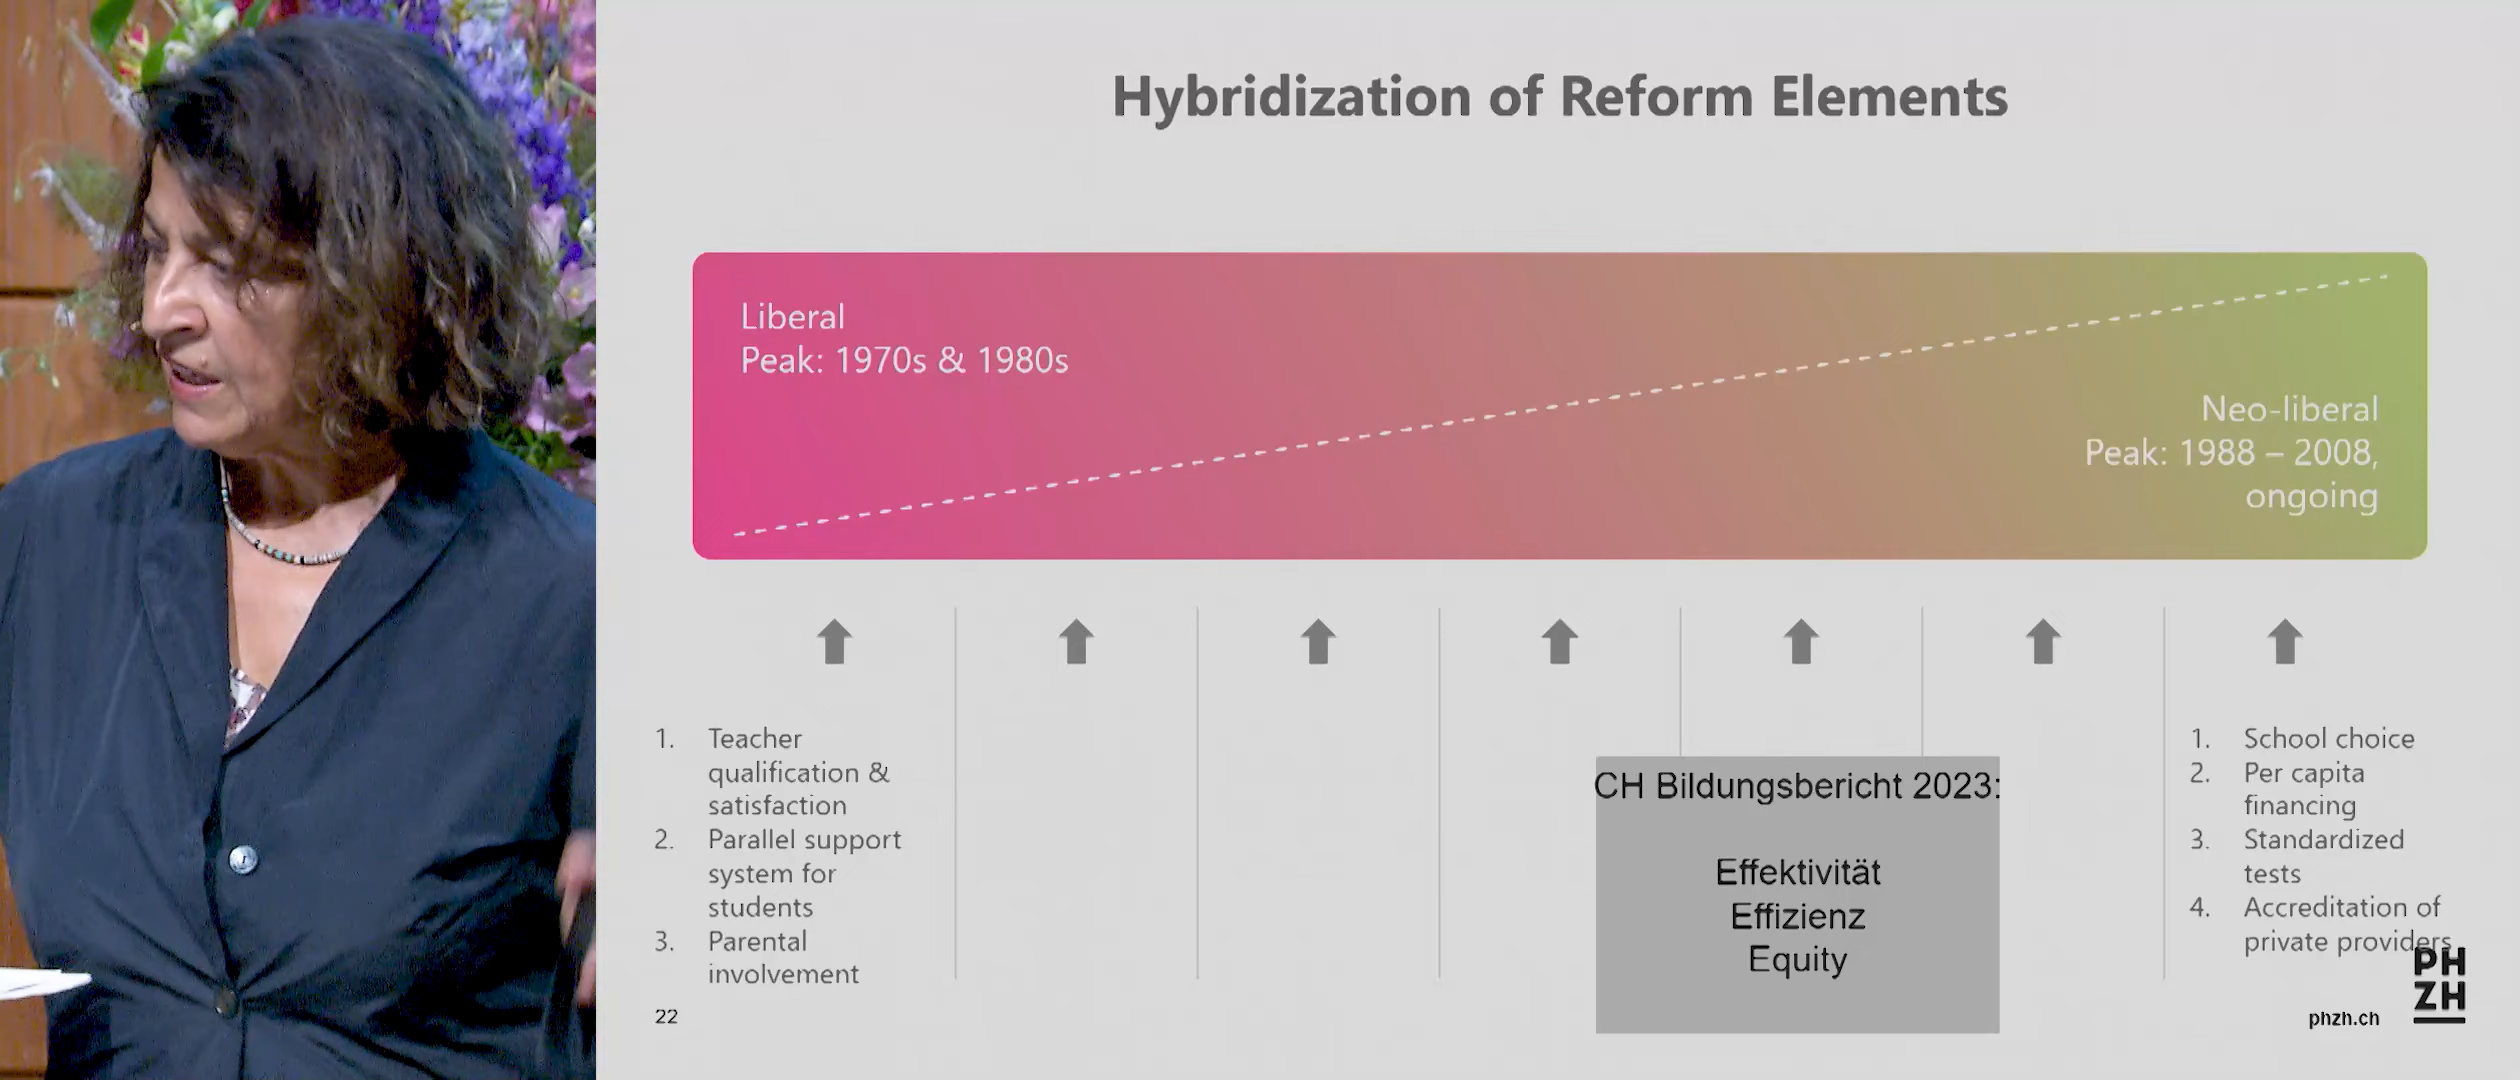 Hybridization of Reform Elements
Liberal
Peak: 1970s & 1980s
Neo-liberal
Peak: 1988 – 2008,
ongoing
1. Teacher
qualification &
satisfaction
2. Parallel support
system for
students
3. Parental
involvement
CH Bildungsbericht 2023:
Effektivität
Effizienz
Equity
1. School choice
2. Per capita
financing
3. Standardized
tests
4. Accreditation of
private providers
22
phzh.ch
PH
ZH